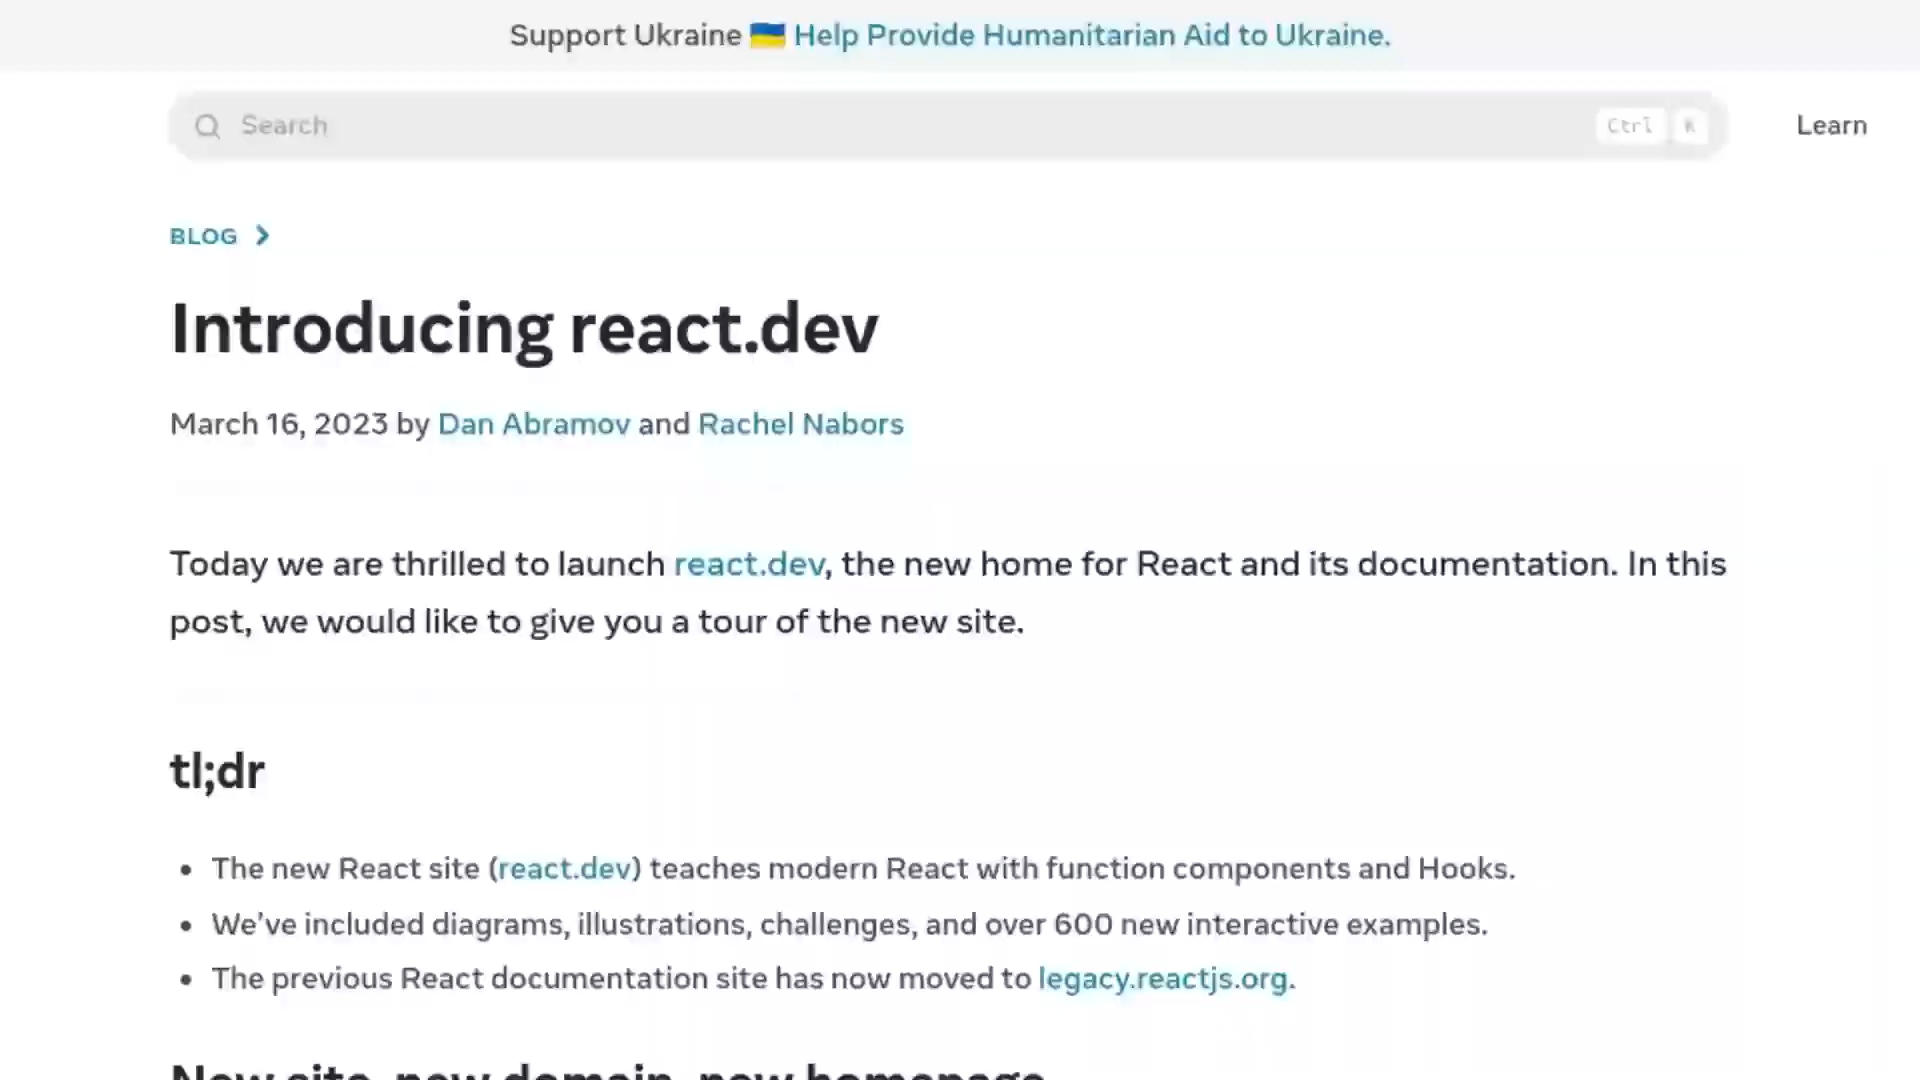 Support Ukraine 🇺🇦 Help Provide Humanitarian Aid to Ukraine.
Search
Ctrl K
Learn
BLOG
Introducing react.dev
March 16, 2023 by Dan Abramov and Rachel Nabors
Today we are thrilled to launch react.dev, the new home for React and its documentation. In this
post, we would like to give you a tour of the new site.
tl;dr
• The new React site (react.dev) teaches modern React with function components and Hooks.
• We’ve included diagrams, illustrations, challenges, and over 600 new interactive examples.
• The previous React documentation site has now moved to legacy.reactjs.org.
New site, new domain, new homepage